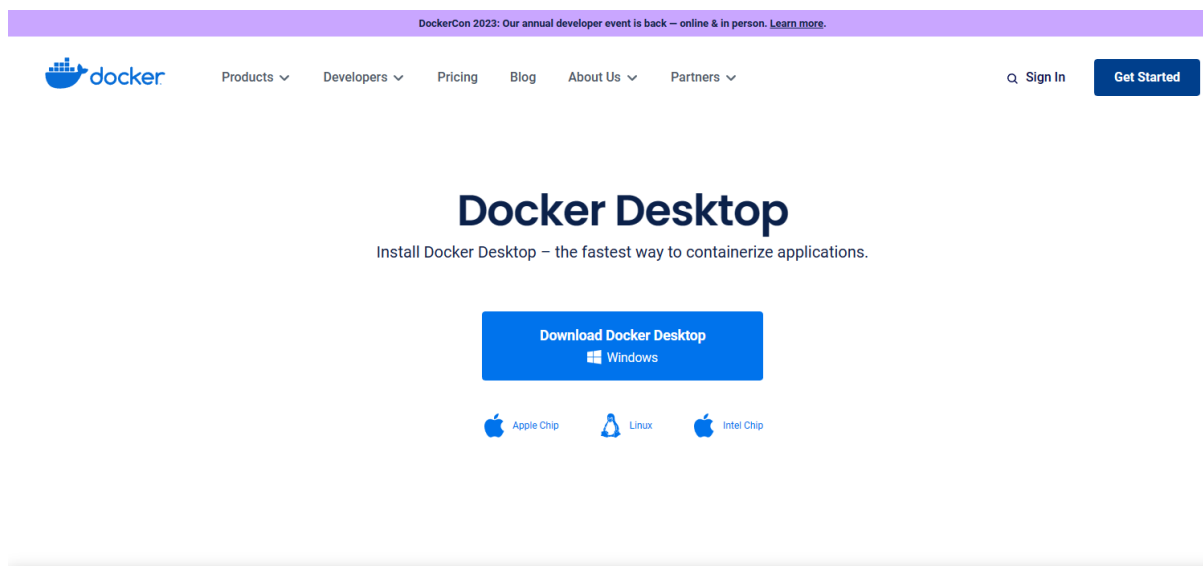 DockerCon 2023: Our annual developer event is back — online & in person. Learn more.
docker
Products Developers Pricing Blog About Us Partners Sign In Get Started
Docker Desktop
Install Docker Desktop – the fastest way to containerize applications.
Download Docker Desktop
Windows
Apple Chip Linux Intel Chip